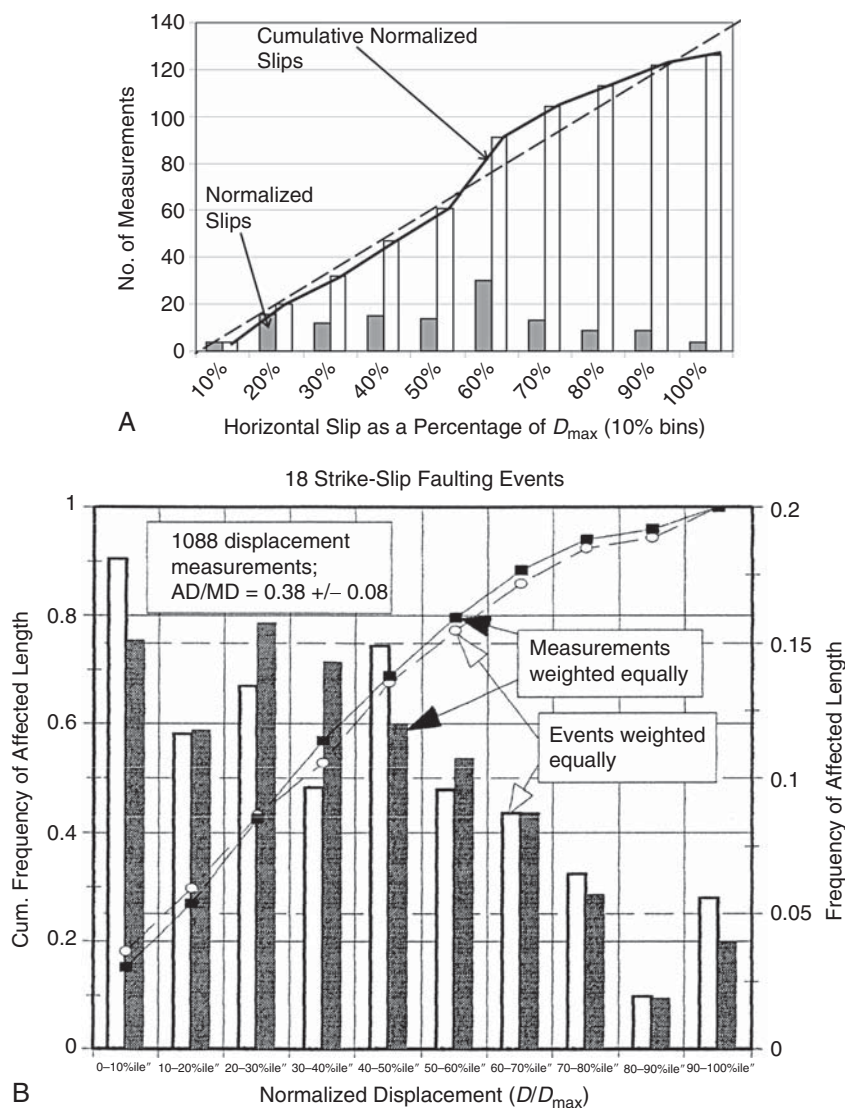 140
120
100
80
60
40
20
0
No. of Measurements
Cumulative Normalized
Slips
Normalized
Slips
10%
20%
30%
40%
50%
60%
70%
80%
90%
100%
A
Horizontal Slip as a Percentage of Dmax (10% bins)
18 Strike-Slip Faulting Events
1
0.8
0.6
0.4
0.2
0
Cum. Frequency of Affected Length
1088 displacement
measurements;
AD/MD = 0.38 +/– 0.08
Measurements
weighted equally
Events weighted
equally
0.2
0.15
0.1
0.05
0
Frequency of Affected Length
0–10%ile"
10–20%ile"
20–30%ile"
30–40%ile"
40–50%ile"
50–60%ile"
60–70%ile"
70–80%ile"
80–90%ile"
90–100%ile"
B
Normalized Displacement (D/Dmax)